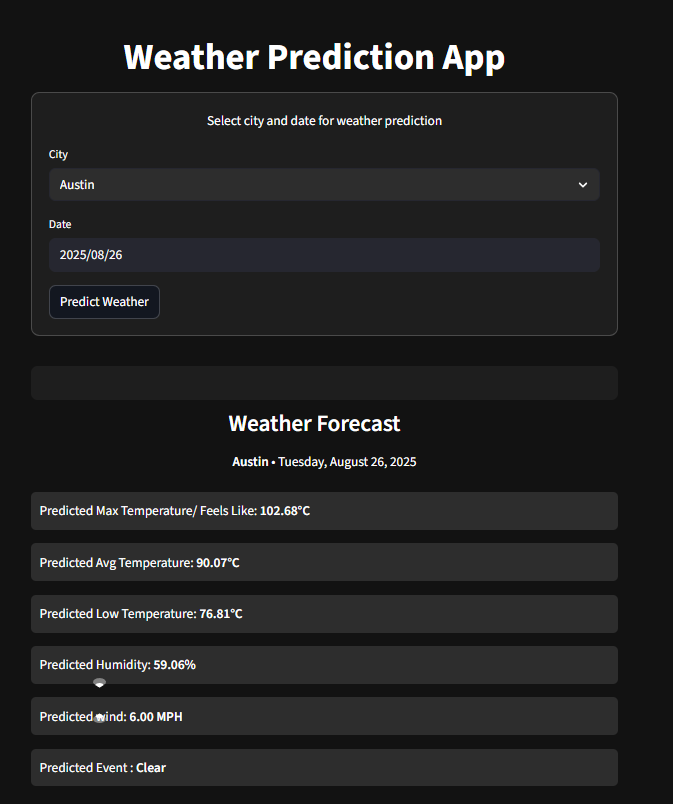 Weather Prediction App
Select city and date for weather prediction
City
Austin
Date
2025/08/26
Predict Weather
Weather Forecast
Austin • Tuesday, August 26, 2025
Predicted Max Temperature/ Feels Like: 102.68°C
Predicted Avg Temperature: 90.07°C
Predicted Low Temperature: 76.81°C
Predicted Humidity: 59.06%
Predicted wind: 6.00 MPH
Predicted Event : Clear